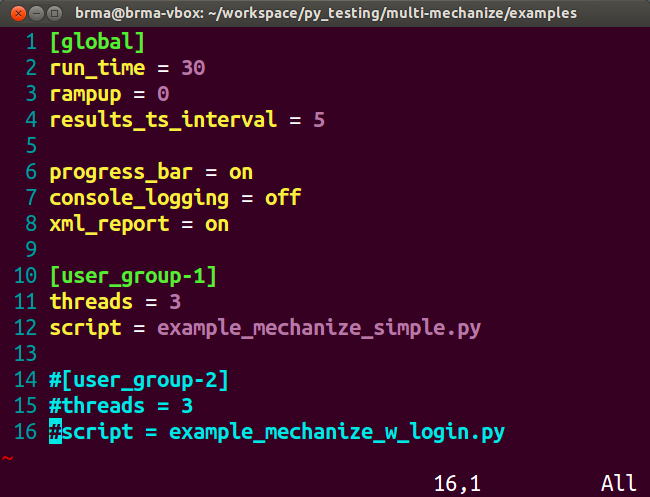 brma@brma-vbox: ~/workspace/py_testing/multi-mechanize/examples
1 [global]
2 run_time = 30
3 rampup = 0
4 results_ts_interval = 5
5
6 progress_bar = on
7 console_logging = off
8 xml_report = on
9
10 [user_group-1]
11 threads = 3
12 script = example_mechanize_simple.py
13
14 #[user_group-2]
15 #threads = 3
16 #script = example_mechanize_w_login.py
~
16,1 All